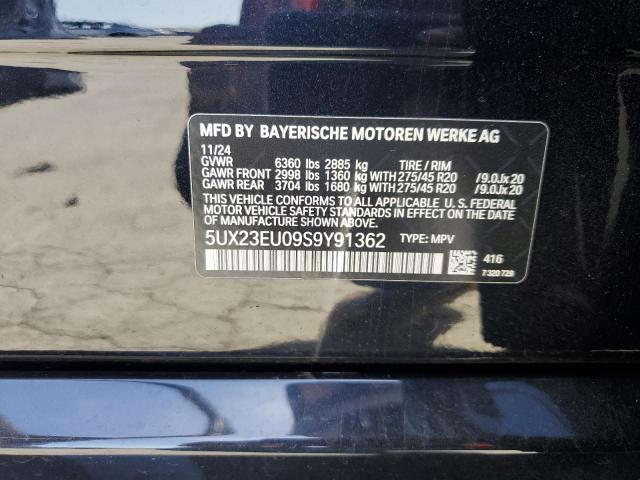 MFD BY BAYERISCHE MOTOREN WERKE AG
11/24
GVWR 6360 lbs 2885 kg TIRE / RIM
GAWR FRONT 2998 lbs 1360 kg WITH 275/45 R20 /9.0Jx20
GAWR REAR 3704 lbs 1680 kg WITH 275/45 R20 /9.0Jx20
THIS VEHICLE CONFORMS TO ALL APPLICABLE U. S. FEDERAL
MOTOR VEHICLE SAFETY STANDARDS IN EFFECT ON THE DATE
OF MANUFACTURE SHOWN ABOVE.
5UX23EU09S9Y91362 TYPE: MPV
416
7 320 729